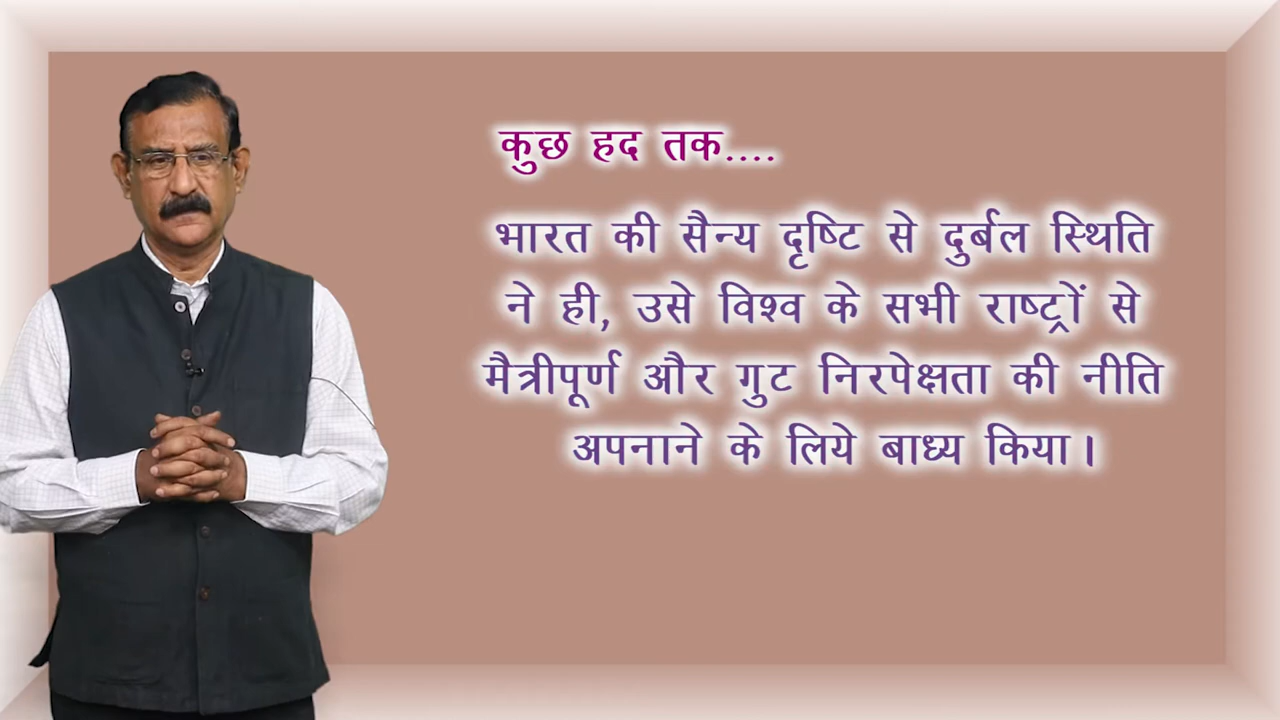 कुछ हद तक....
भारत की सैन्य दृष्टि से दुर्बल स्थिति
ने ही, उसे विश्व के सभी राष्ट्रों से
मैत्रीपूर्ण और गुट निरपेक्षता की नीति
अपनाने के लिये बाध्य किया।